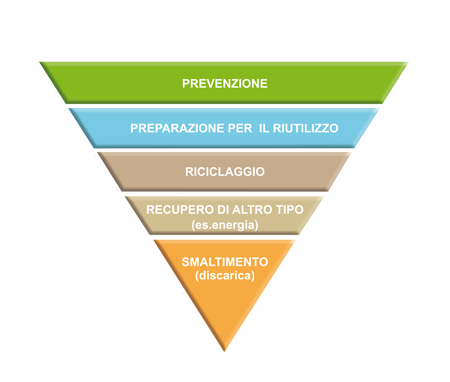 PREVENZIONE
PREPARAZIONE PER IL RIUTILIZZO
RICICLAGGIO
RECUPERO DI ALTRO TIPO
(es.energia)
SMALTIMENTO
(discarica)